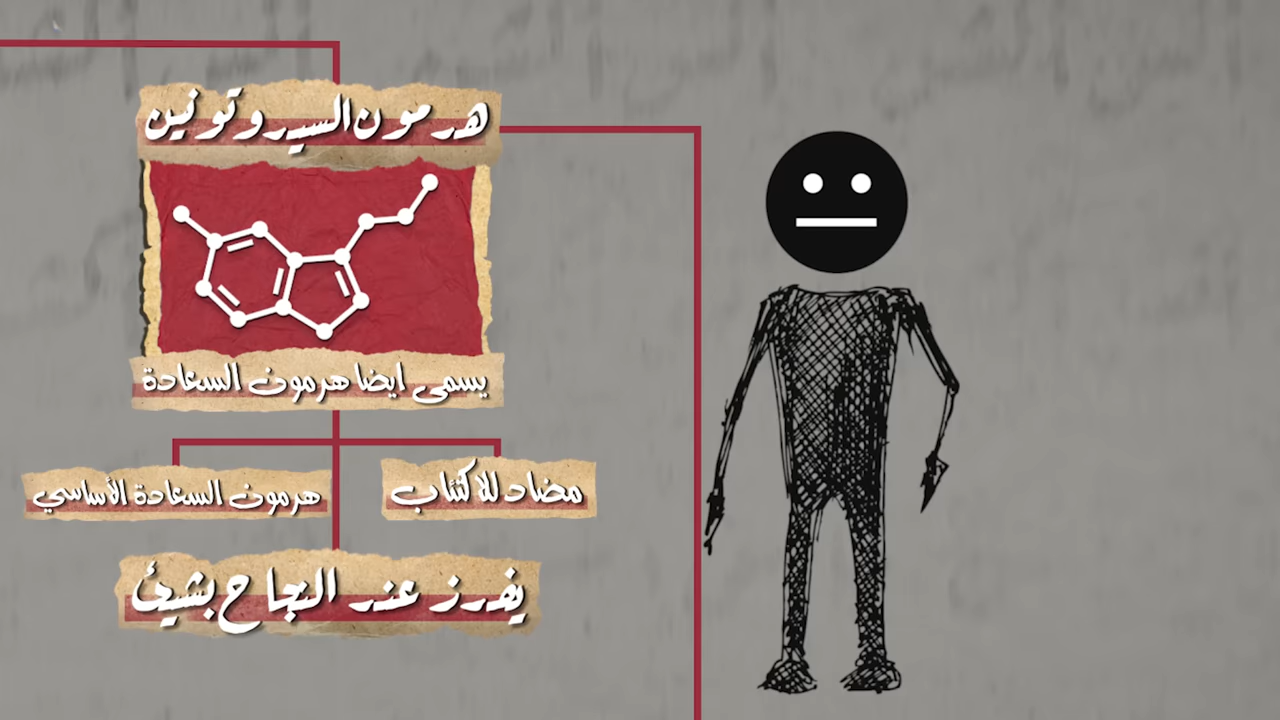 هرمون السيروتونين
يسمى ايضا هرمون السعادة
مضاد للاكتئاب
هرمون السعادة الأساسي
يفرز عند النجاح بشيئ